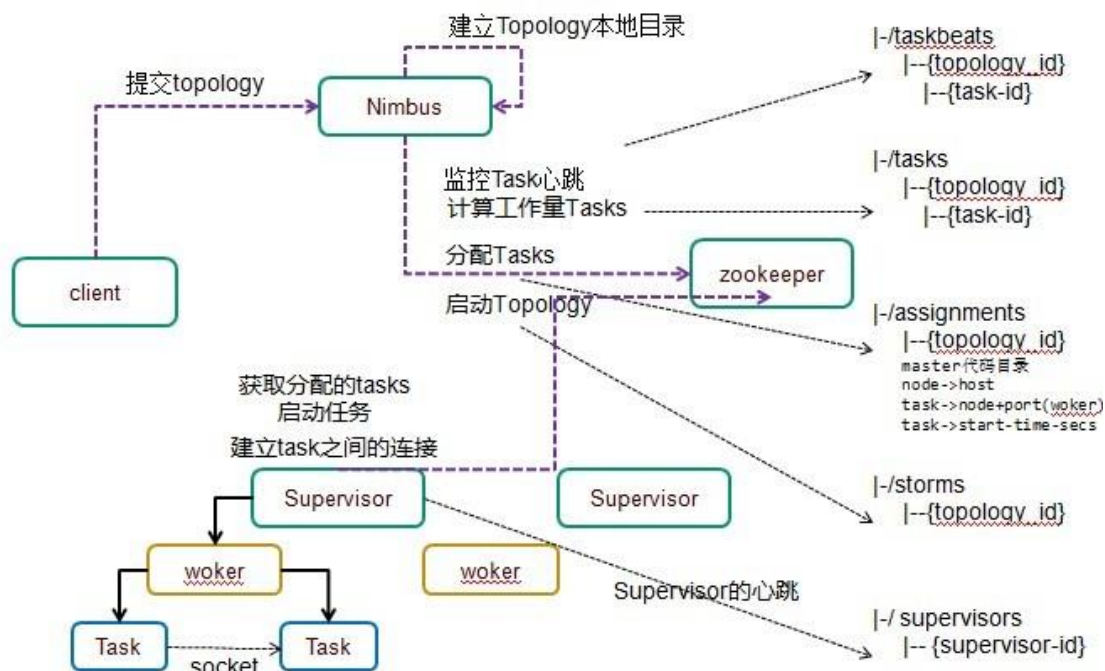 建立Topology本地目录
提交topology
Nimbus
client
监控Task心跳
计算工作量Tasks
分配Tasks
启动Topology
zookeeper
获取分配的tasks
启动任务
建立task之间的连接
Supervisor
Supervisor
woker
woker
Task
Task
socket
Supervisor的心跳
|-/taskbeats
|--{topology_id}
|--{task-id}
|-/tasks
|--{topology_id}
|--{task-id}
|-/assignments
|--{topology_id}
master代码目录
node->host
task->node+port(woker)
task->start-time-secs
|-/storms
|--{topology_id}
|-/ supervisors
|-- {supervisor-id}